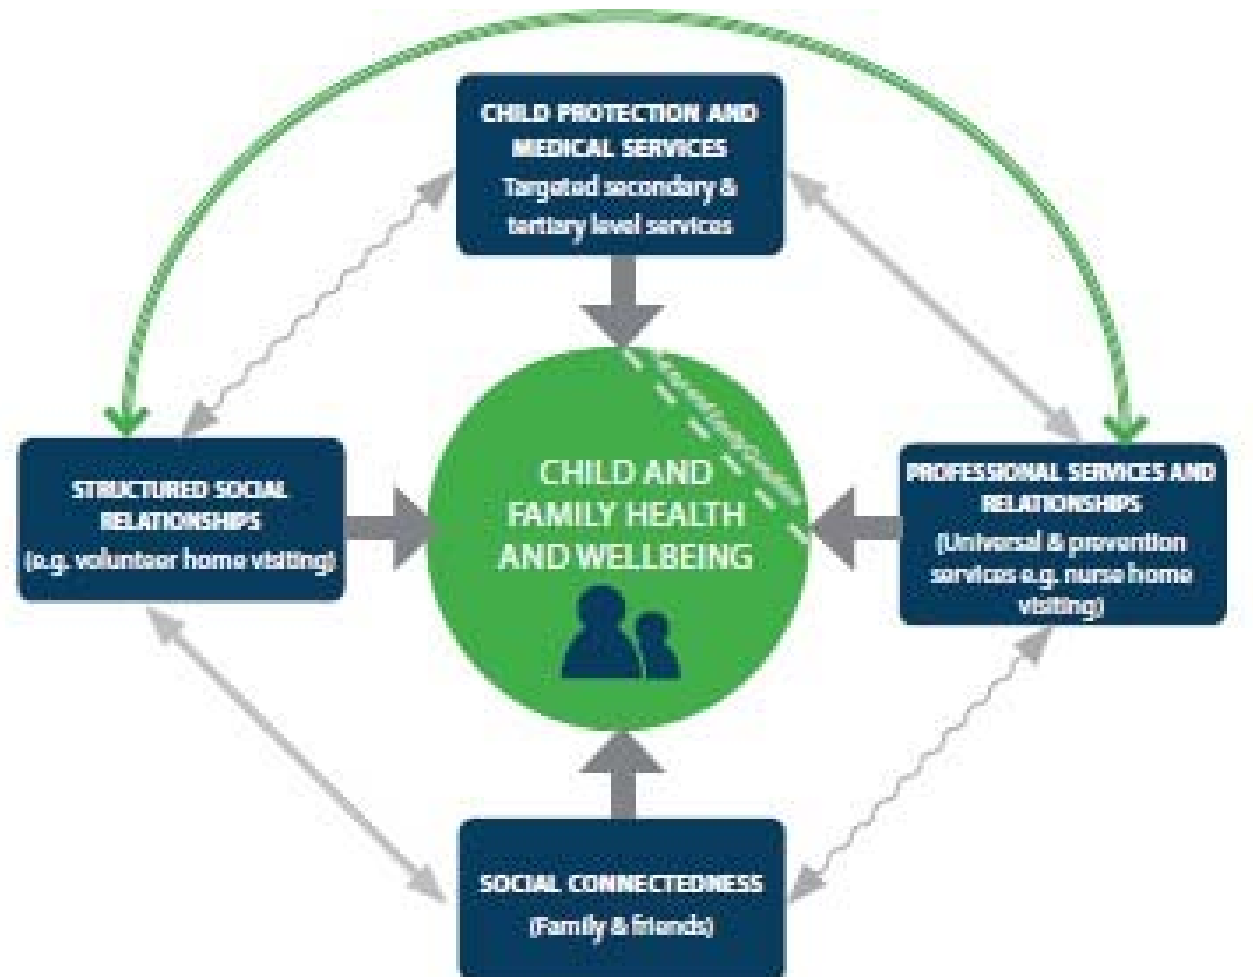 CHILD PROTECTION AND
MEDICAL SERVICES
Targeted secondary &
tertiary level services
STRUCTURED SOCIAL
RELATIONSHIPS
(e.g. volunteer home visiting)
CHILD AND
FAMILY HEALTH
AND WELLBEING
PROFESSIONAL SERVICES AND
RELATIONSHIPS
(Universal & prevention
services e.g. nurse home
visiting)
SOCIAL CONNECTEDNESS
(Family & friends)